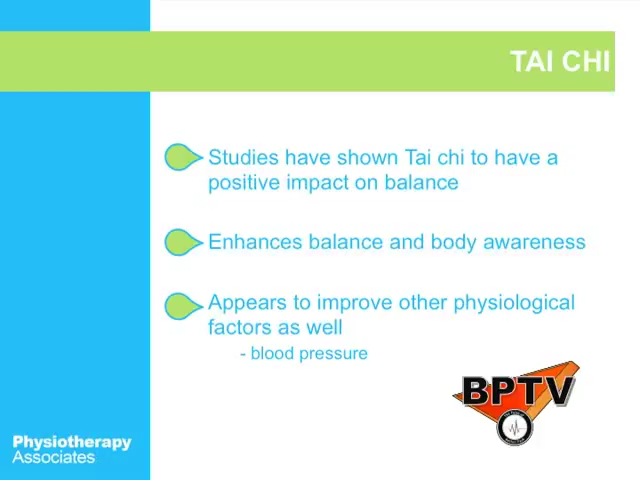 TAI CHI
Studies have shown Tai chi to have a
positive impact on balance
Enhances balance and body awareness
Appears to improve other physiological
factors as well
- blood pressure
BPTV
Physiotherapy
Associates